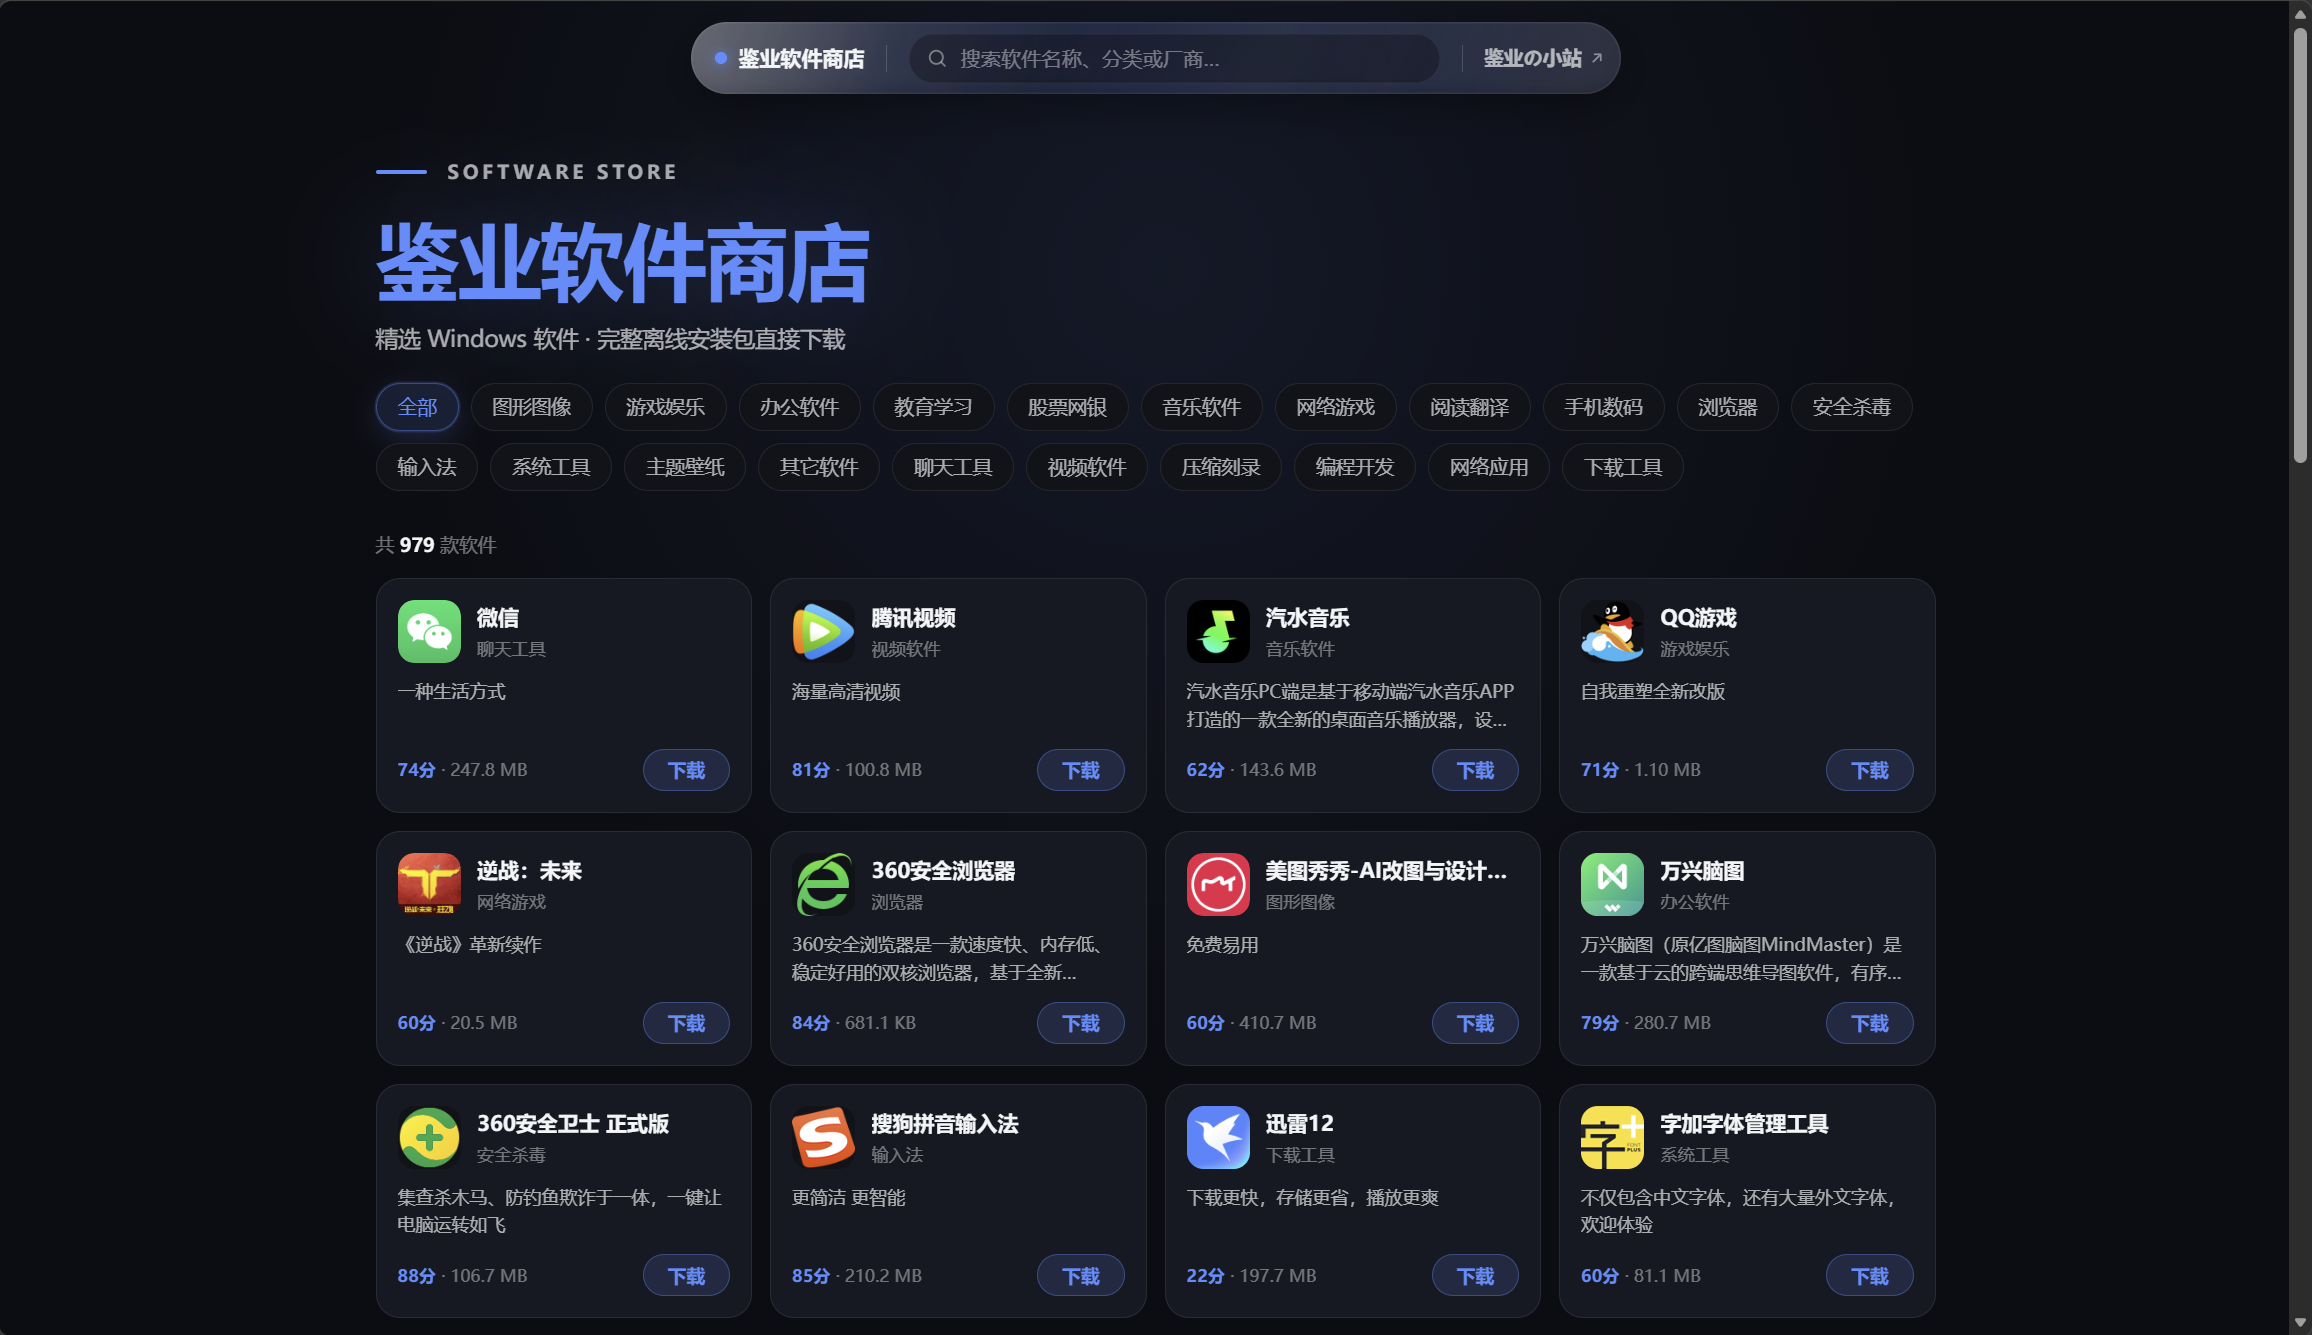 鉴业软件商店
搜索软件名称、分类或厂商...
鉴业の小站 ↗
SOFTWARE STORE
鉴业软件商店
精选 Windows 软件 · 完整离线安装包直接下载
全部 图形图像 游戏娱乐 办公软件 教育学习 股票网银 音乐软件 网络游戏 阅读翻译 手机数码 浏览器 安全杀毒
输入法 系统工具 主题壁纸 其它软件 聊天工具 视频软件 压缩刻录 编程开发 网络应用 下载工具
共 979 款软件
微信
聊天工具
一种生活方式
74分 · 247.8 MB
下载
腾讯视频
视频软件
海量高清视频
81分 · 100.8 MB
下载
汽水音乐
音乐软件
汽水音乐PC端是基于移动端汽水音乐APP
打造的一款全新的桌面音乐播放器，设...
62分 · 143.6 MB
下载
QQ游戏
游戏娱乐
自我重塑全新改版
71分 · 1.10 MB
下载
逆战：未来
网络游戏
《逆战》革新续作
60分 · 20.5 MB
下载
360安全浏览器
浏览器
360安全浏览器是一款速度快、内存低、
稳定好用的双核浏览器，基于全新...
84分 · 681.1 KB
下载
美图秀秀-AI改图与设计...
图形图像
免费易用
60分 · 410.7 MB
下载
万兴脑图
办公软件
万兴脑图（原亿图脑图MindMaster）是
一款基于云的跨端思维导图软件，有序...
79分 · 280.7 MB
下载
360安全卫士 正式版
安全杀毒
集查杀木马、防钓鱼欺诈于一体，一键让
电脑运转如飞
88分 · 106.7 MB
下载
搜狗拼音输入法
输入法
更简洁 更智能
85分 · 210.2 MB
下载
迅雷12
下载工具
下载更快，存储更省，播放更爽
22分 · 197.7 MB
下载
字
FONT
PLUS
字加字体管理工具
系统工具
不仅包含中文字体，还有大量外文字体，
欢迎体验
60分 · 81.1 MB
下载